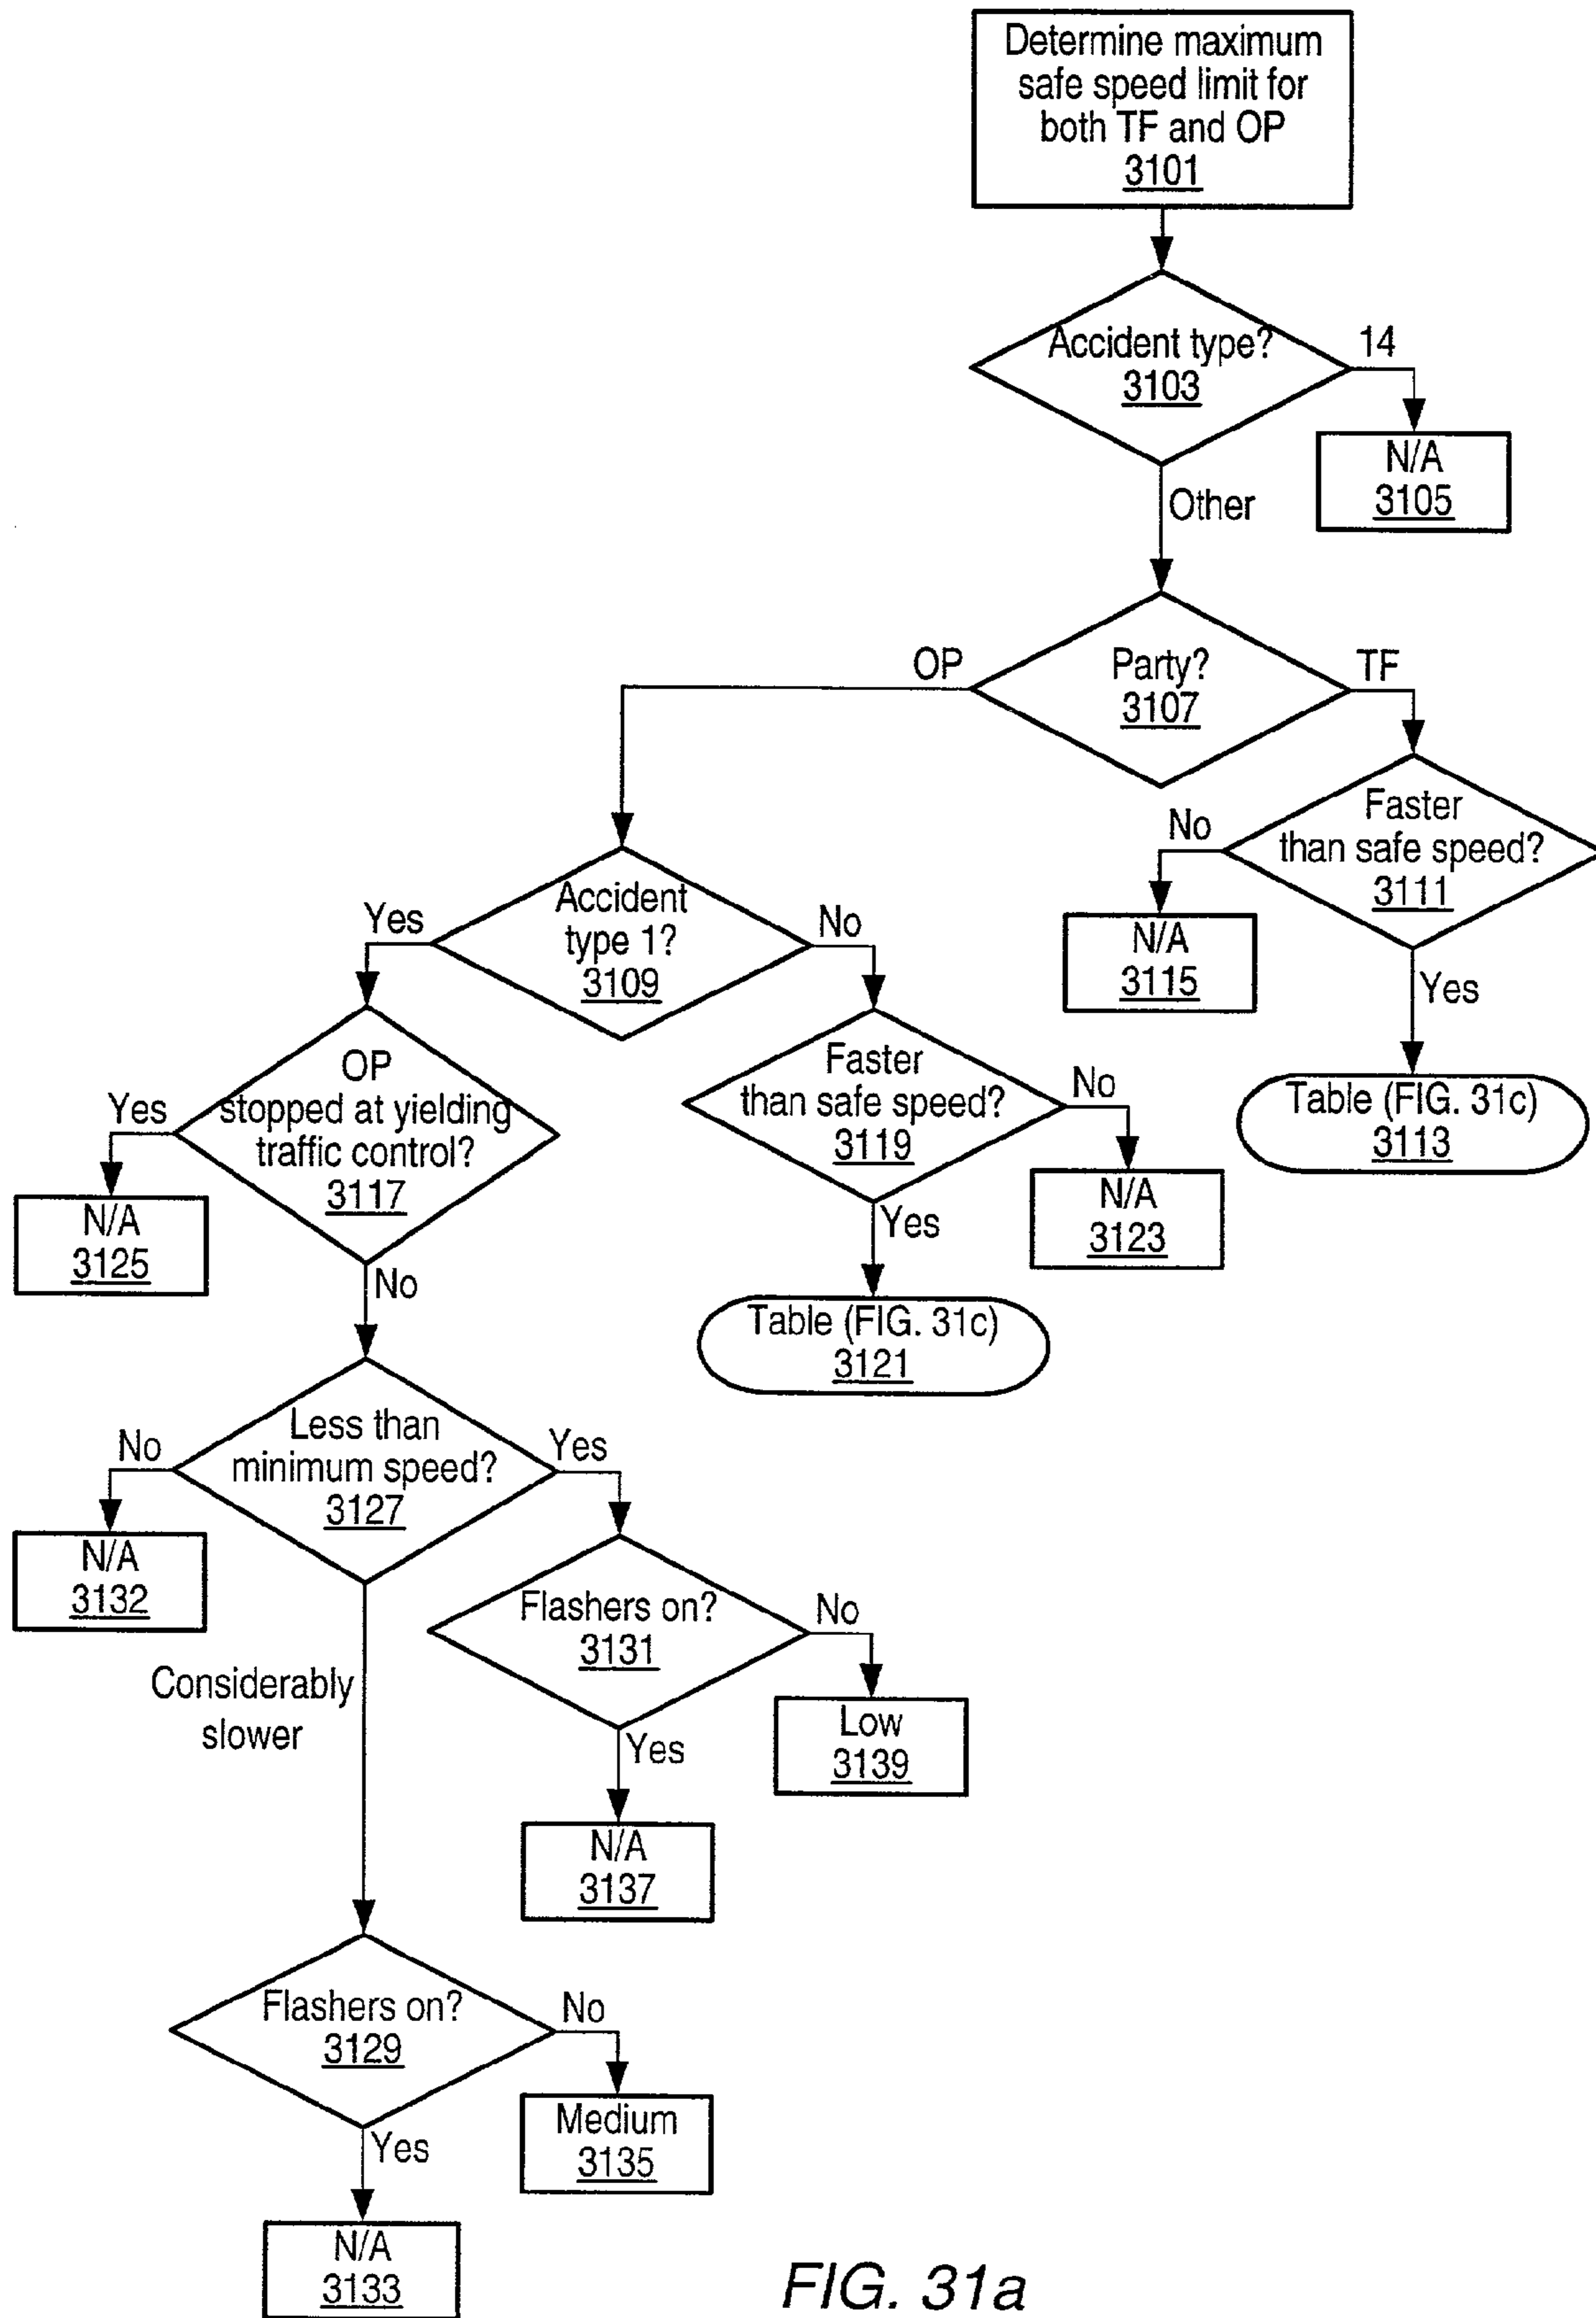 Determine maximum
safe speed limit for
both TF and OP
3101
Accident type?
3103
14
N/A
3105
Other
Party?
3107
OP
TF
Faster
than safe speed?
3111
No
N/A
3115
Yes
Table (FIG. 31c)
3113
Accident
type 1?
3109
Yes
No
OP
stopped at yielding
traffic control?
3117
Yes
N/A
3125
No
Faster
than safe speed?
3119
No
N/A
3123
Yes
Table (FIG. 31c)
3121
Less than
minimum speed?
3127
No
N/A
3132
Yes
Flashers on?
3131
No
Low
3139
Yes
N/A
3137
Considerably
slower
Flashers on?
3129
No
Medium
3135
Yes
N/A
3133
FIG. 31a